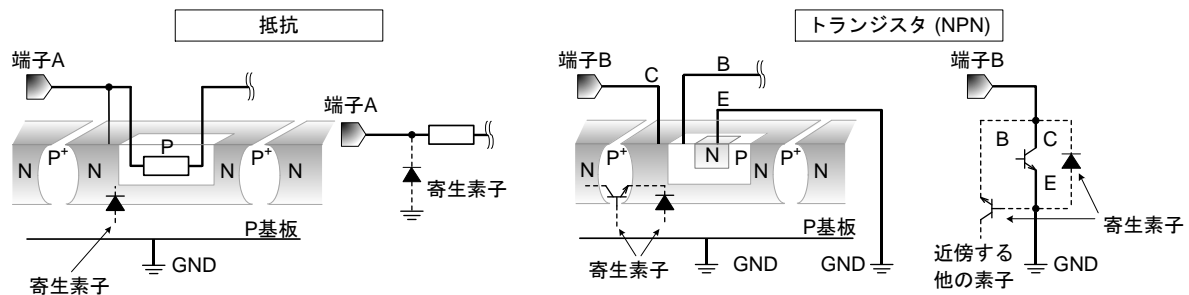 抵抗
端子A
P
N
P+
N
N
P+
N
P基板
GND
寄生素子
端子A
寄生素子
トランジスタ (NPN)
端子B
C
B
E
N
P+
N
N
P
N
P+
N
P基板
寄生素子
GND
GND
端子B
B
C
E
寄生素子
近傍する
他の素子
GND